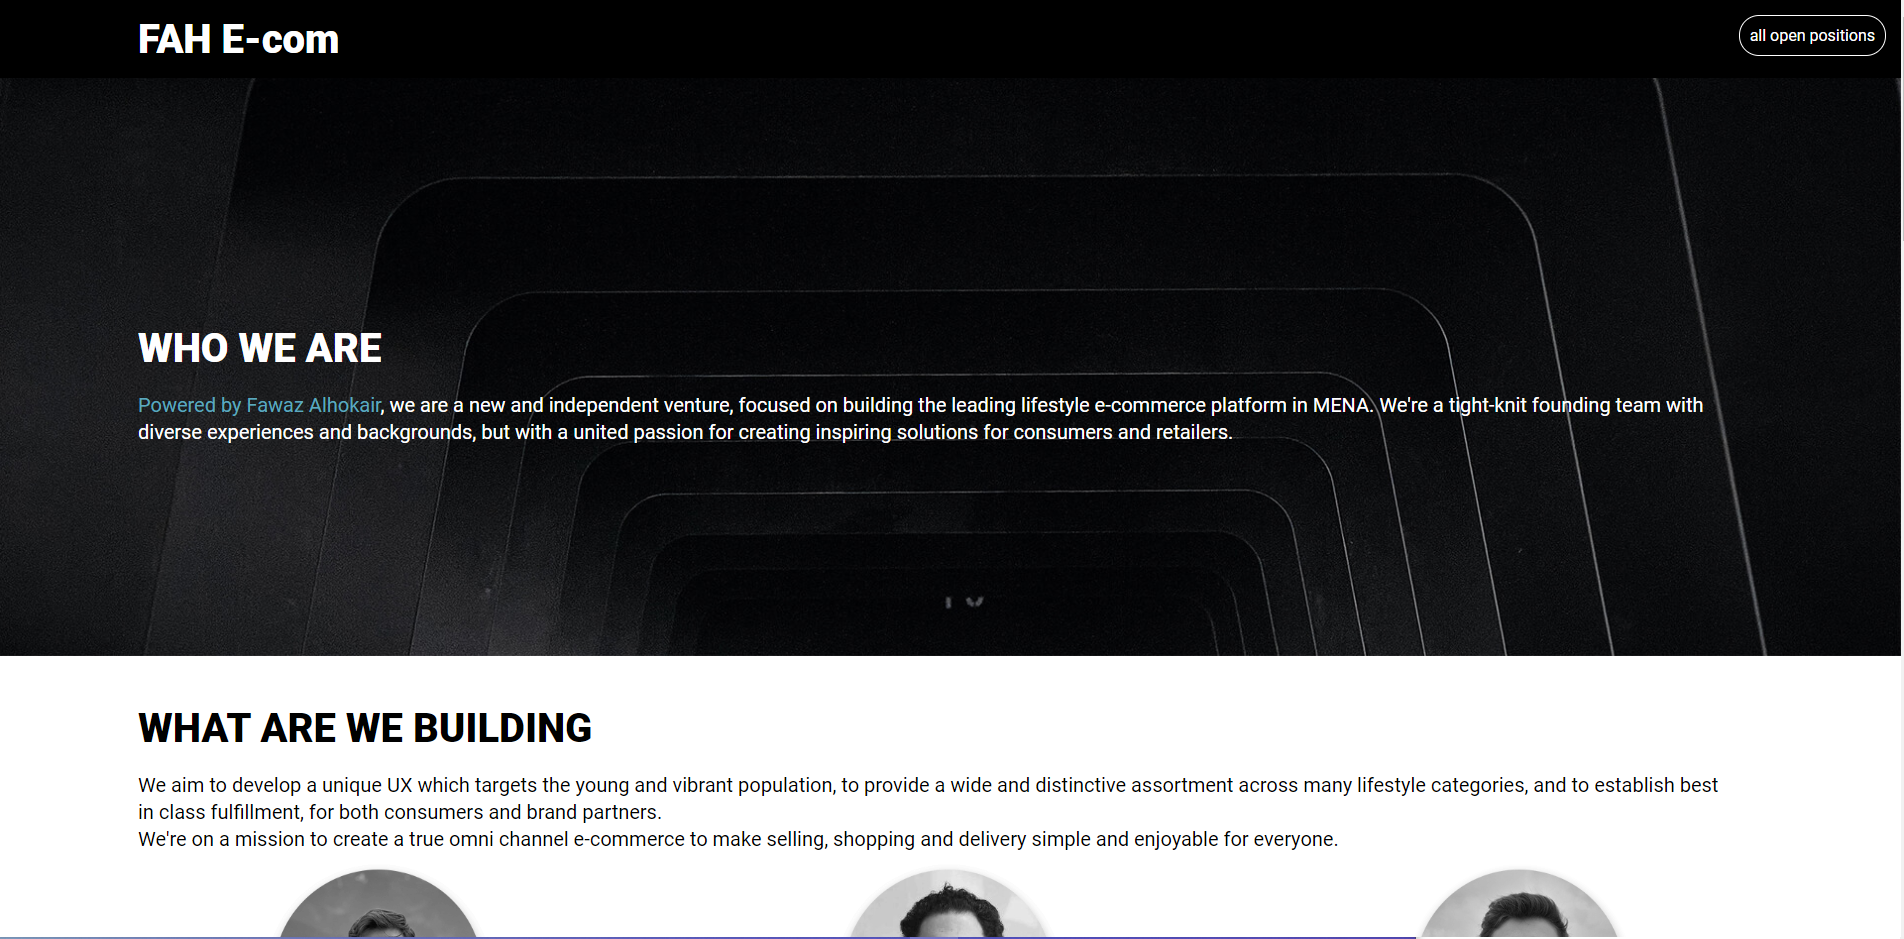 FAH E-com
all open positions
WHO WE ARE
Powered by Fawaz Alhokair, we are a new and independent venture, focused on building the leading lifestyle e-commerce platform in MENA. We're a tight-knit founding team with
diverse experiences and backgrounds, but with a united passion for creating inspiring solutions for consumers and retailers.
WHAT ARE WE BUILDING
We aim to develop a unique UX which targets the young and vibrant population, to provide a wide and distinctive assortment across many lifestyle categories, and to establish best
in class fulfillment, for both consumers and brand partners.
We're on a mission to create a true omni channel e-commerce to make selling, shopping and delivery simple and enjoyable for everyone.